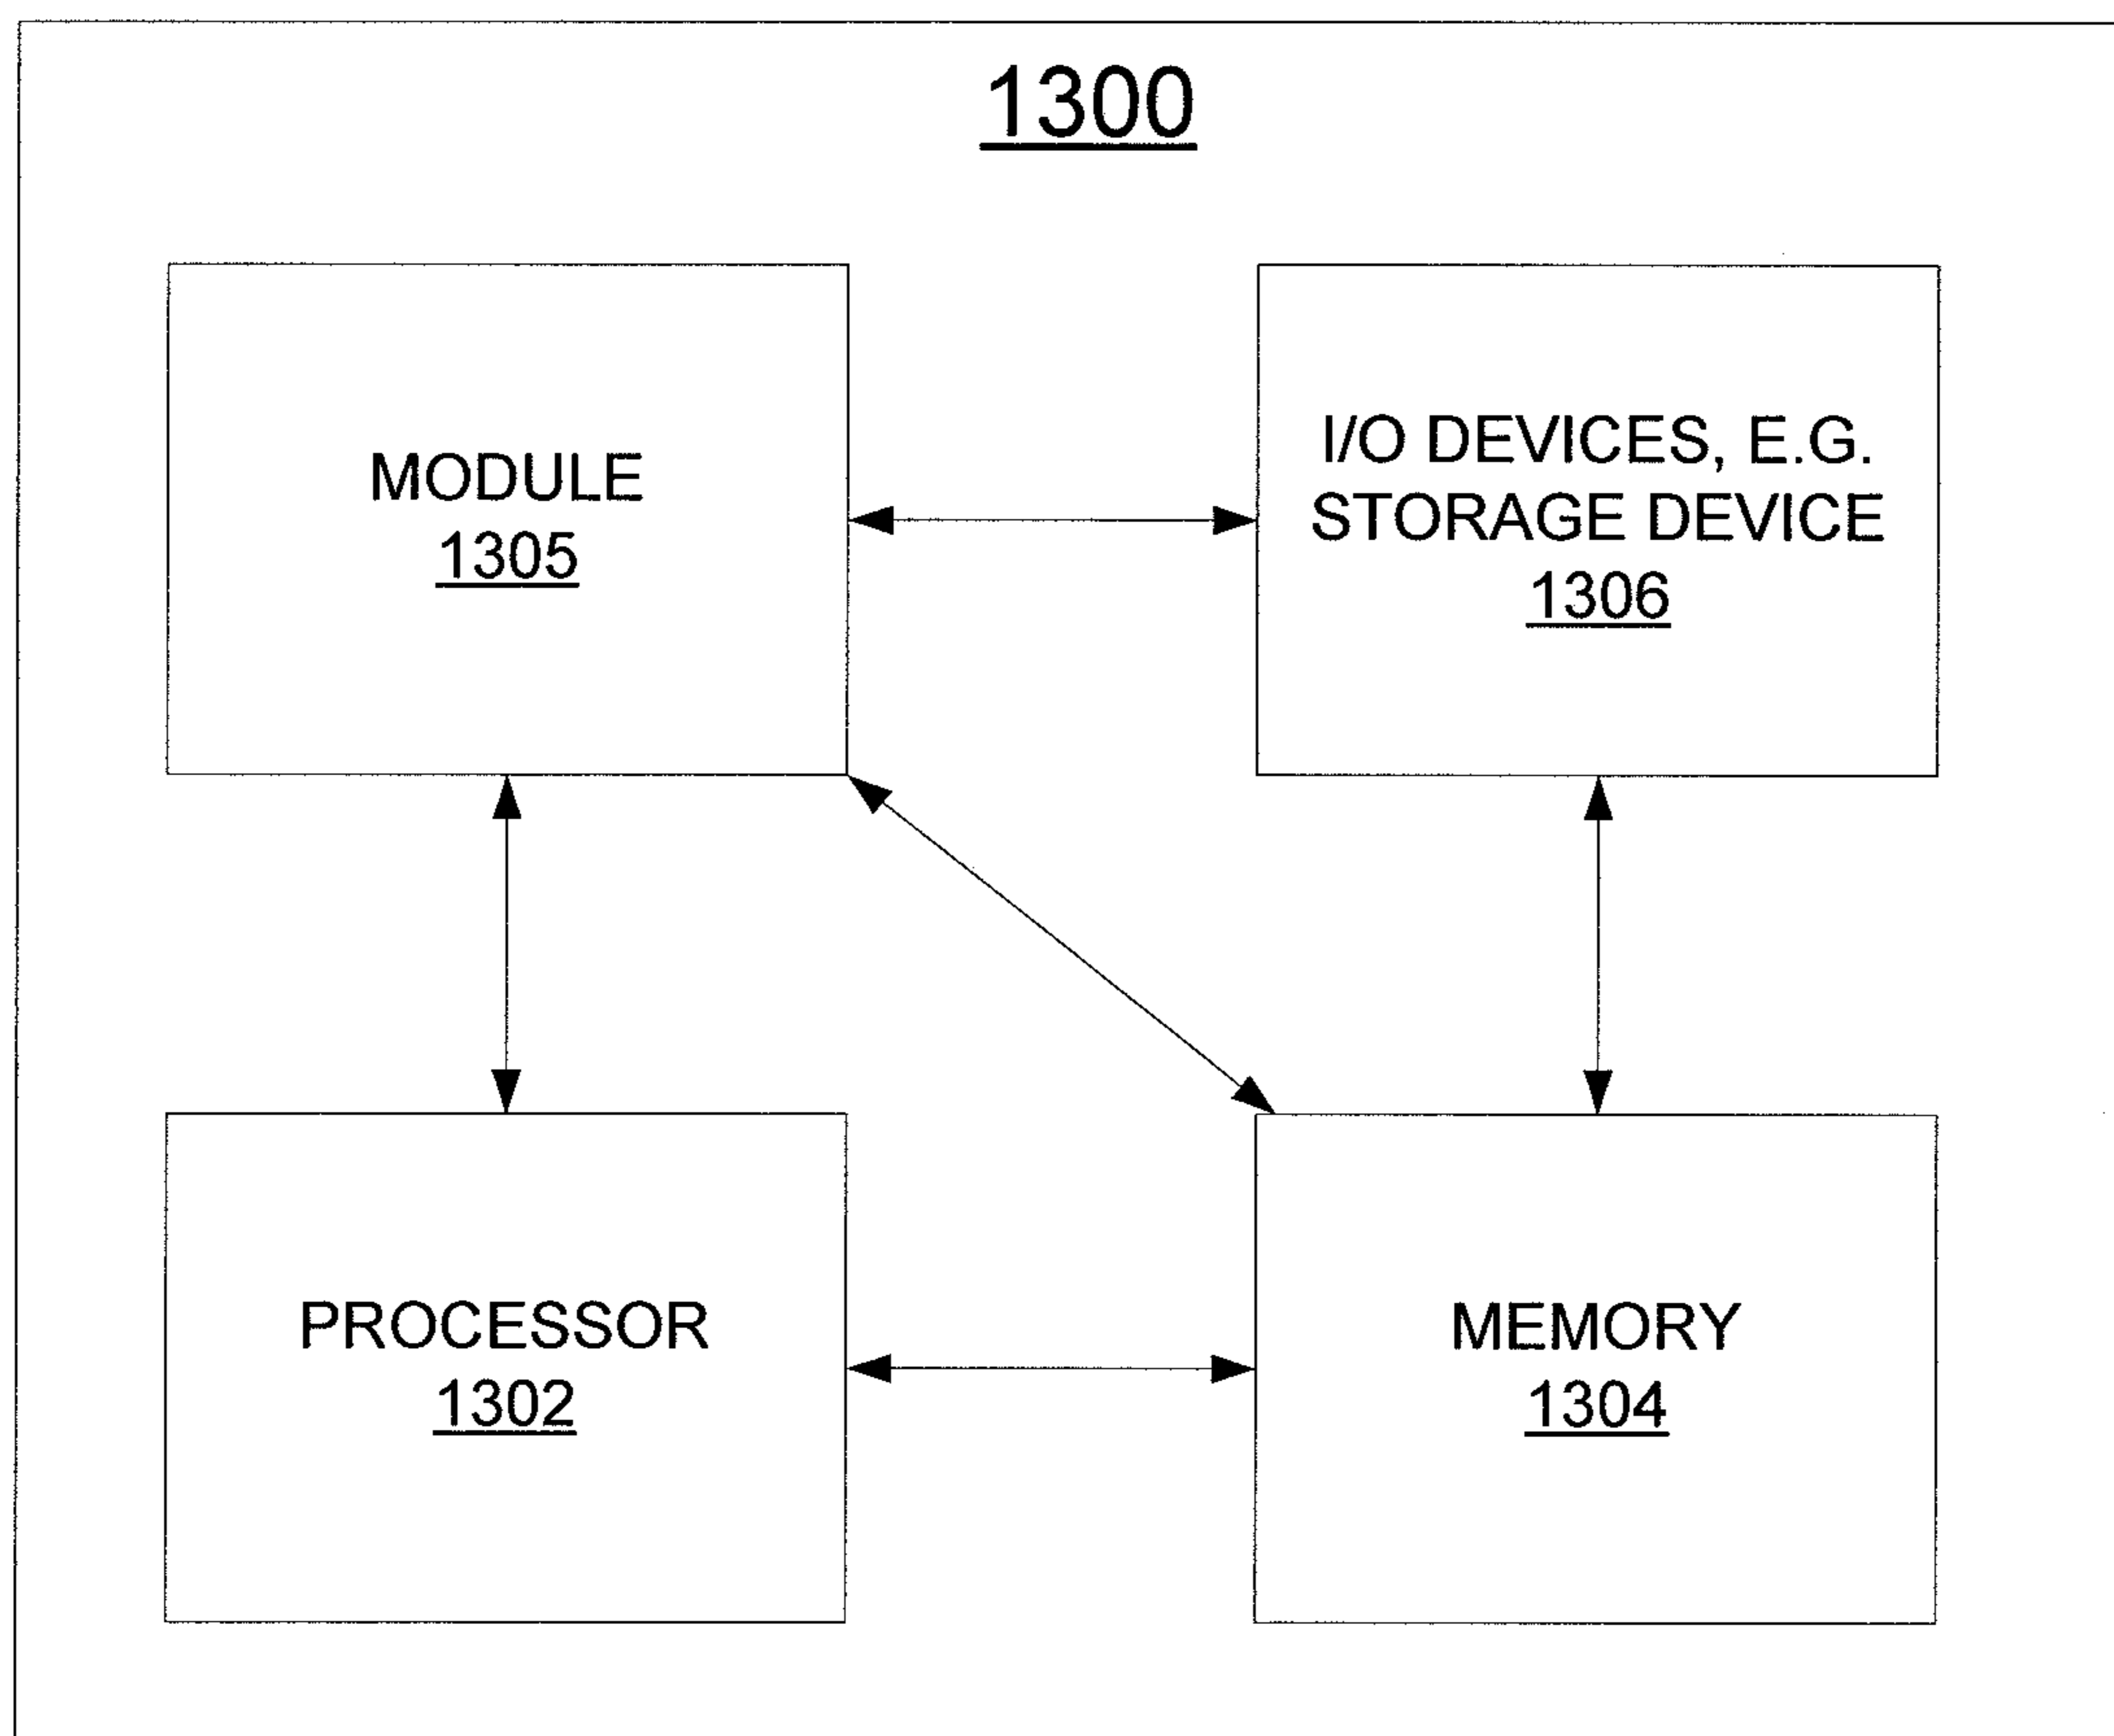 1300
MODULE
1305
I/O DEVICES, E.G.
STORAGE DEVICE
1306
PROCESSOR
1302
MEMORY
1304